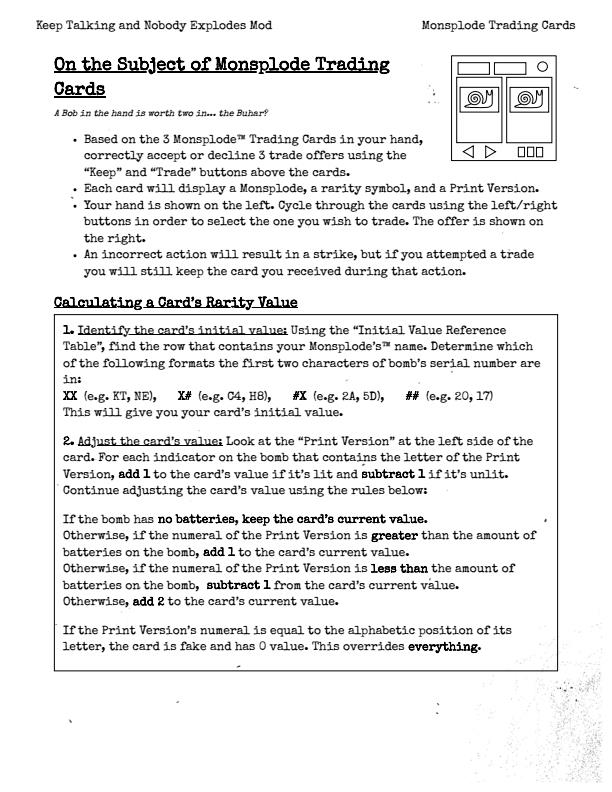 Keep Talking and Nobody Explodes Mod
Monsplode Trading Cards
On the Subject of Monsplode Trading
Cards
A Bob in the hand is worth two in... the Buhar?
• Based on the 3 Monsplode™ Trading Cards in your hand,
correctly accept or decline 3 trade offers using the
“Keep” and “Trade” buttons above the cards.
• Each card will display a Monsplode, a rarity symbol, and a Print Version.
• Your hand is shown on the left. Cycle through the cards using the left/right
buttons in order to select the one you wish to trade. The offer is shown on
the right.
• An incorrect action will result in a strike, but if you attempted a trade
you will still keep the card you received during that action.
Calculating a Card’s Rarity Value
1. Identify the card’s initial value: Using the “Initial Value Reference
Table”, find the row that contains your Monsplode’s™ name. Determine which
of the following formats the first two characters of bomb’s serial number are
in:
XX (e.g. KT, NE), X# (e.g. C4, H8), #X (e.g. 2A, 5D), ## (e.g. 20, 17)
This will give you your card’s initial value.
2. Adjust the card’s value: Look at the “Print Version” at the left side of the
card. For each indicator on the bomb that contains the letter of the Print
Version, add 1 to the card’s value if it’s lit and subtract 1 if it’s unlit.
Continue adjusting the card’s value using the rules below:
If the bomb has no batteries, keep the card’s current value.
Otherwise, if the numeral of the Print Version is greater than the amount of
batteries on the bomb, add 1 to the card’s current value.
Otherwise, if the numeral of the Print Version is less than the amount of
batteries on the bomb, subtract 1 from the card’s current value.
Otherwise, add 2 to the card’s current value.
If the Print Version’s numeral is equal to the alphabetic position of its
letter, the card is fake and has 0 value. This overrides everything.